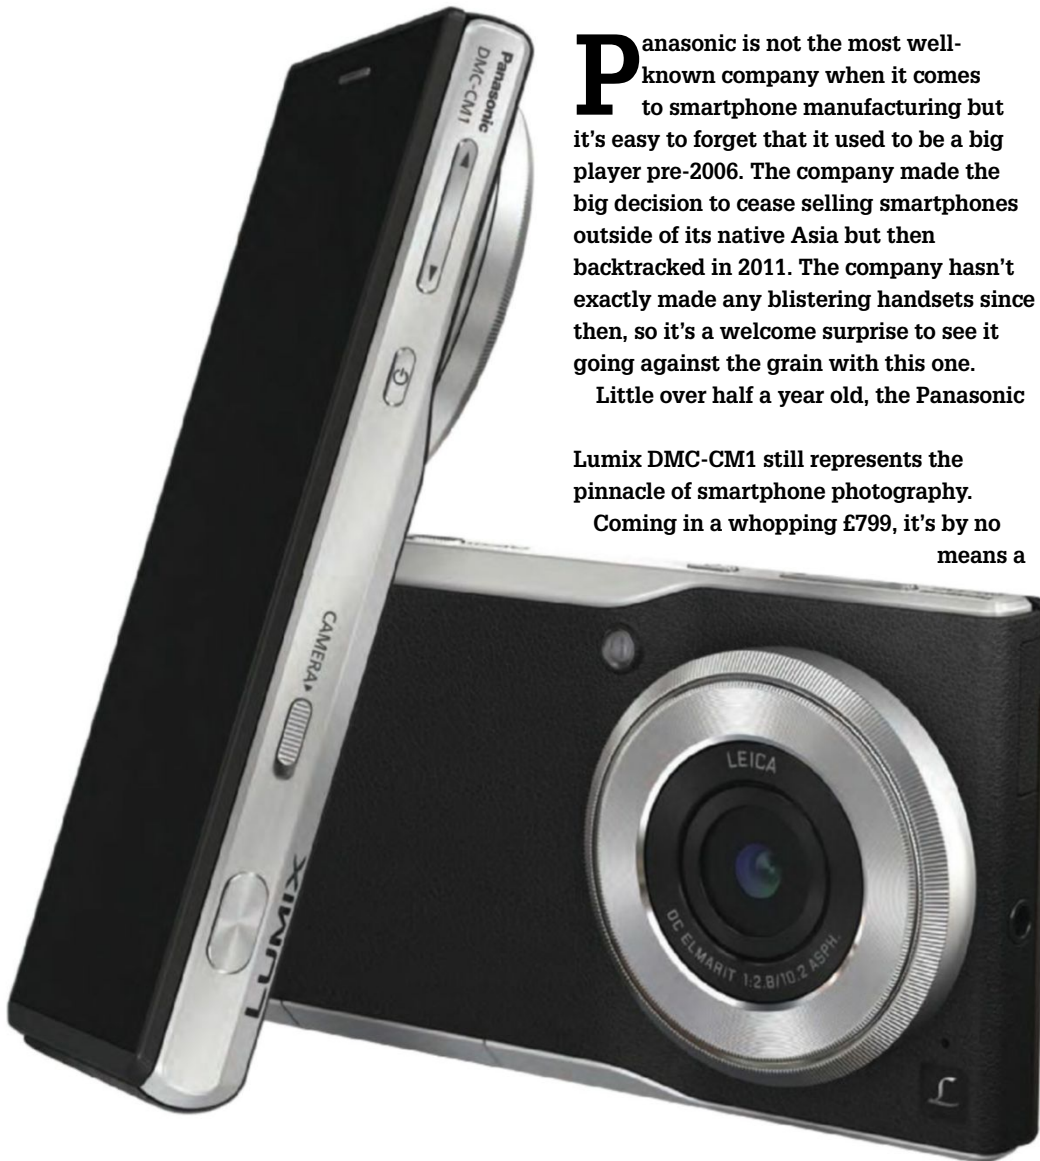 Panasonic is not the most well-
known company when it comes
to smartphone manufacturing but
it's easy to forget that it used to be a big
player pre-2006. The company made the
big decision to cease selling smartphones
outside of its native Asia but then
backtracked in 2011. The company hasn't
exactly made any blistering handsets since
then, so it's a welcome surprise to see it
going against the grain with this one.
Little over half a year old, the Panasonic
Lumix DMC-CM1 still represents the
pinnacle of smartphone photography.
Coming in a whopping £799, it's by no
means a
Panasonic
DMC-CM1
CAMERA
LUMIX
LEICA
DC ELMARIT 1:2.8/10.2 ASPH.
L